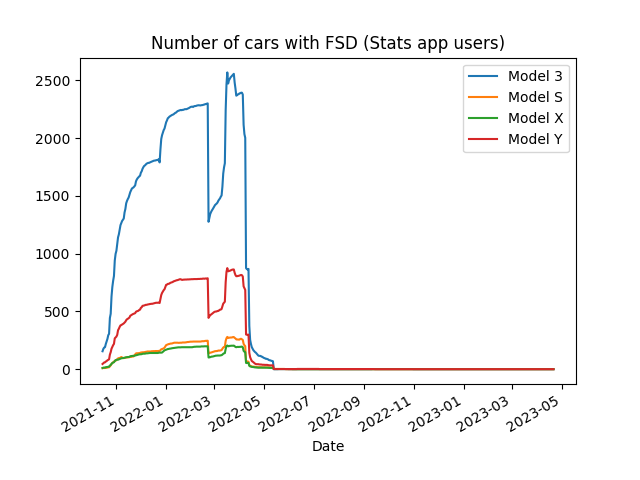 Number of cars with FSD (Stats app users)
Model 3
Model S
Model X
Model Y
2500
2000
1500
1000
500
0
2021-11
2022-01
2022-03
2022-05
2022-07
2022-09
2022-11
2023-01
2023-03
2023-05
Date